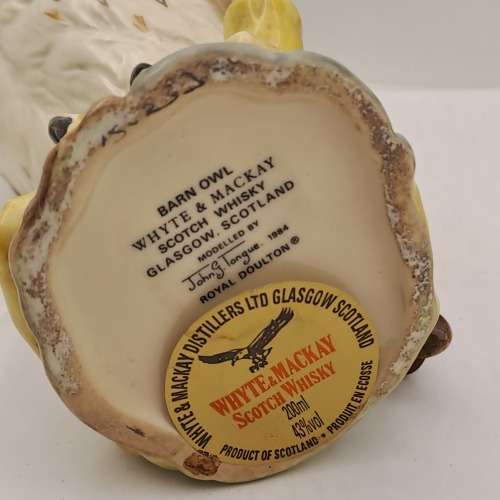 BARN OWL
WHYTE & MACKAY
SCOTCH WHISKY
GLASGOW, SCOTLAND
MODELLED BY
John G Tongue 1984
ROYAL DOULTON®
WHYTE & MACKAY DISTILLERS LTD GLASGOW SCOTLAND
WHYTE & MACKAY
SCOTCH WHISKY
200ml
43%vol
PRODUCT OF SCOTLAND • PRODUIT EN ECOSSE